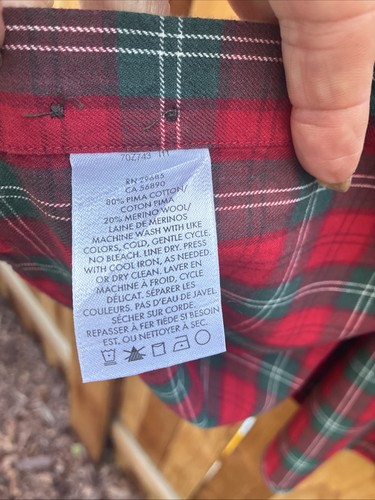 70Z743
RN 29685
CA 56890
80% PIMA COTTON/
COTON PIMA
20% MERINO WOOL/
LAINE DE MERINOS
MACHINE WASH WITH LIKE
COLORS, COLD, GENTLE CYCLE.
NO BLEACH. LINE DRY. PRESS
WITH COOL IRON, AS NEEDED.
OR DRY CLEAN. LAVER EN
MACHINE À FROID, CYCLE
DÉLICAT. SÉPARER LES
COULEURS. PAS D'EAU DE JAVEL.
SÉCHER SUR CORDE.
REPASSER À FER TIÈDE SI BESOIN
EST, OU NETTOYER À SEC.